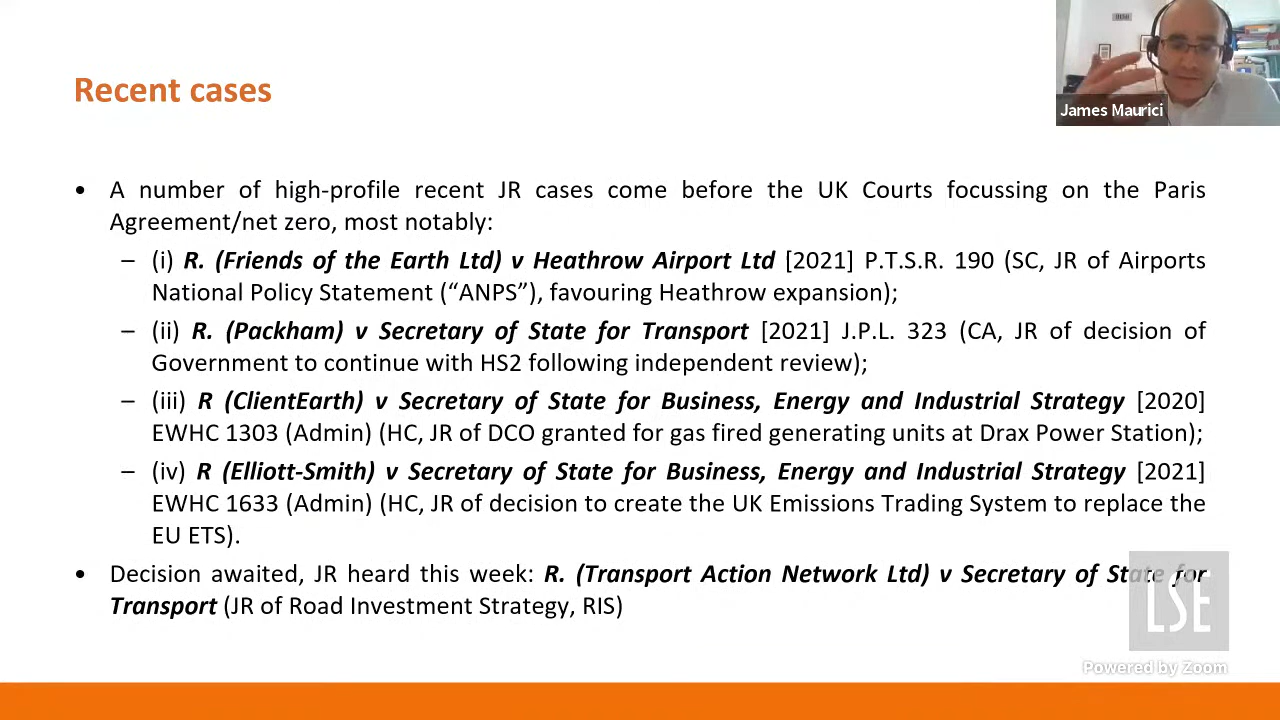 James Maurici
Recent cases
• A number of high-profile recent JR cases come before the UK Courts focussing on the Paris
Agreement/net zero, most notably:
– (i) R. (Friends of the Earth Ltd) v Heathrow Airport Ltd [2021] P.T.S.R. 190 (SC, JR of Airports
National Policy Statement (“ANPS”), favouring Heathrow expansion);
– (ii) R. (Packham) v Secretary of State for Transport [2021] J.P.L. 323 (CA, JR of decision of
Government to continue with HS2 following independent review);
– (iii) R (ClientEarth) v Secretary of State for Business, Energy and Industrial Strategy [2020]
EWHC 1303 (Admin) (HC, JR of DCO granted for gas fired generating units at Drax Power Station);
– (iv) R (Elliott-Smith) v Secretary of State for Business, Energy and Industrial Strategy [2021]
EWHC 1633 (Admin) (HC, JR of decision to create the UK Emissions Trading System to replace the
EU ETS).
• Decision awaited, JR heard this week: R. (Transport Action Network Ltd) v Secretary of State for
Transport (JR of Road Investment Strategy, RIS)
LSE
Powered by Zoom